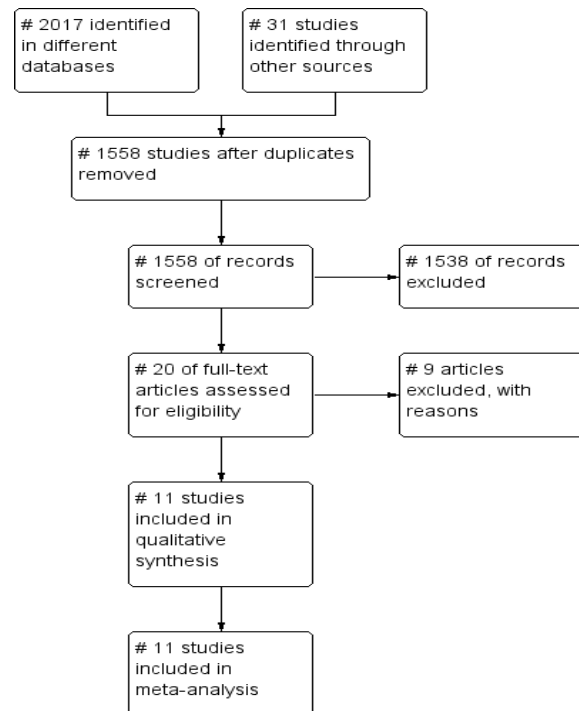 # 2017 identified
in different
databases
# 31 studies
identified through
other sources
# 1558 studies after duplicates
removed
# 1558 of records
screened
# 1538 of records
excluded
# 20 of full-text
articles assessed
for eligibility
# 9 articles
excluded, with
reasons
# 11 studies
included in
qualitative
synthesis
# 11 studies
included in
meta-analysis